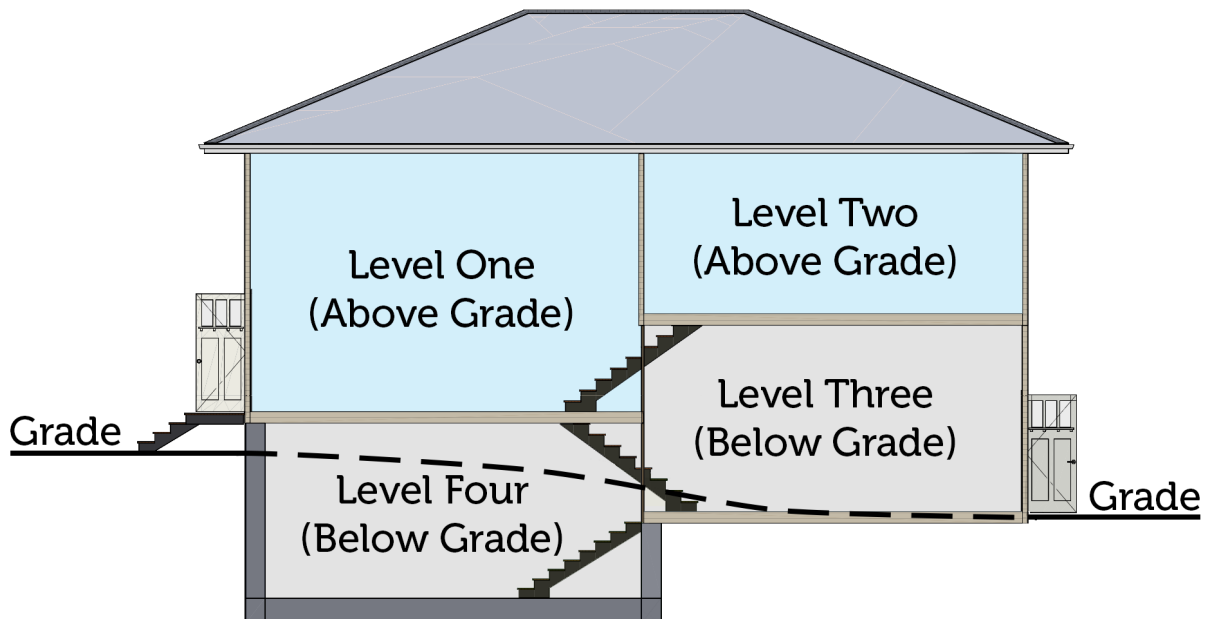 Level One
(Above Grade)
Level Two
(Above Grade)
Level Three
(Below Grade)
Level Four
(Below Grade)
Grade
Grade